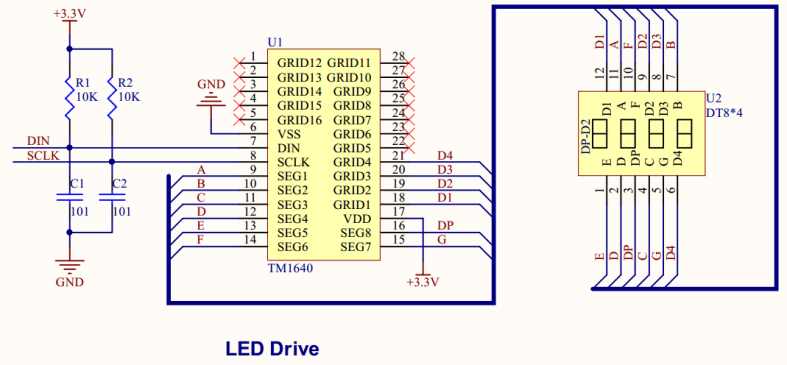 +3.3V
R1
10K
R2
10K
GND
DIN
SCLK
C1
101
C2
101
GND
U1
1 GRID12 GRID11 28
2 GRID13 GRID10 27
3 GRID14 GRID9 26
4 GRID15 GRID8 25
5 GRID16 GRID7 24
6 VSS GRID6 23
7 DIN GRID5 22
8 SCLK GRID4 21 D4
A 9 SEG1 GRID3 20 D3
B 10 SEG2 GRID2 19 D2
C 11 SEG3 GRID1 18 D1
D 12 SEG4 VDD 17
E 13 SEG5 SEG8 16 DP
F 14 SEG6 SEG7 15 G
TM1640
+3.3V
D1 A F D2 D3 B
12 11 10 9 8 7
U2
DT8*4
D1 A F D2 D3 B
DP-D2
E D DP C G D4
1 2 3 4 5 6
E D DP C G D4
LED Drive